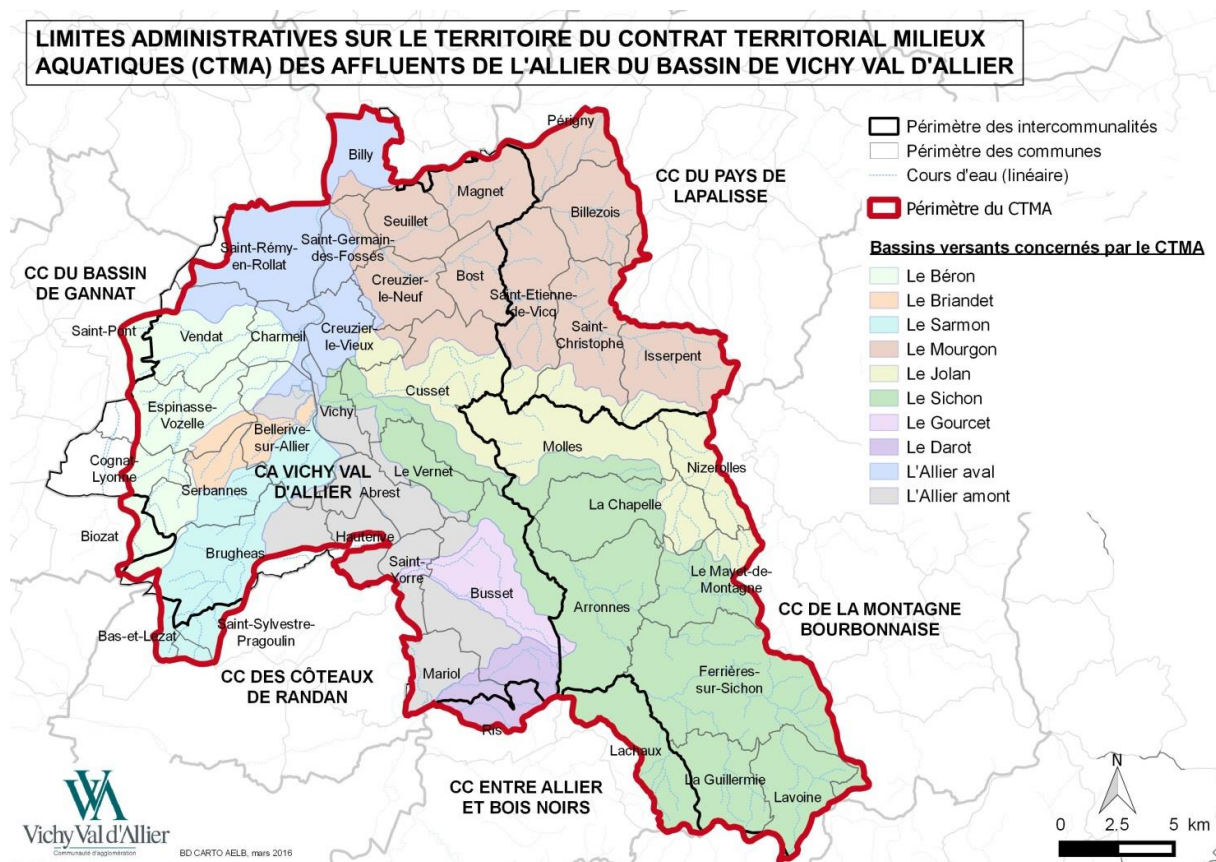 LIMITES ADMINISTRATIVES SUR LE TERRITOIRE DU CONTRAT TERRITORIAL MILIEUX
AQUATIQUES (CTMA) DES AFFLUENTS DE L'ALLIER DU BASSIN DE VICHY VAL D'ALLIER
Périmètre des intercommunalités
Périmètre des communes
Cours d'eau (linéaire)
Périmètre du CTMA
Bassins versants concernés par le CTMA
Le Béron
Le Briandet
Le Sarmon
Le Mourgon
Le Jolan
Le Sichon
Le Gourcet
Le Darot
L'Allier aval
L'Allier amont
Périgny
Billy
CC DU PAYS DE
LAPALISSE
Magnet
Seuillet
Billezois
Saint-Rémy-
en-Rollat
Saint-Germain-
des-Fossés
CC DU BASSIN
DE GANNAT
Creuzier-
le-Neuf
Bost
Saint-Etienne-
de-Vicq
Saint-Pont
Vendat
Charmeil
Creuzier-
le-Vieux
Saint-
Christophe
Isserpent
Cusset
Espinasse-
Vozelle
Vichy
Bellerive-
sur-Allier
Molles
Cognat-
Lyonne
CA VICHY VAL
D'ALLIER
Le Vernet
Nizerolles
Serbannes
Abrest
La Chapelle
Biozat
Brugheas
Hauterive
Saint-
Yorre
Le Mayet-de-
Montagne
Busset
Arronnes
CC DE LA MONTAGNE
BOURBONNAISE
Bas-et-Lezat
Saint-Sylvestre-
Pragoulin
CC DES CÔTEAUX
DE RANDAN
Mariol
Ferrières-
sur-Sichon
Ris
Lachaux
CC ENTRE ALLIER
ET BOIS NOIRS
La Guillermie
Lavoine
N
0 2.5 5 km
VVA
Vichy Val d'Allier
Communauté d'agglomération
BD CARTO AELB, mars 2016